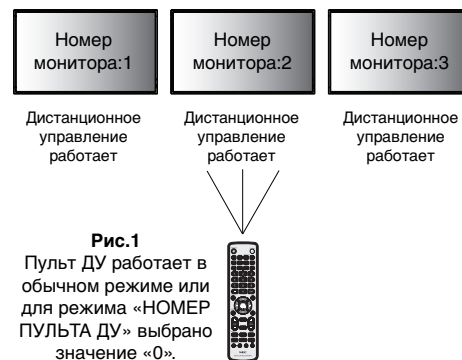 Номер
монитора:1
Номер
монитора:2
Номер
монитора:3
Дистанционное
управление
работает
Дистанционное
управление
работает
Дистанционное
управление
работает
Рис.1
Пульт ДУ работает в
обычном режиме или
для режима «НОМЕР
ПУЛЬТА ДУ» выбрано
значение «0».